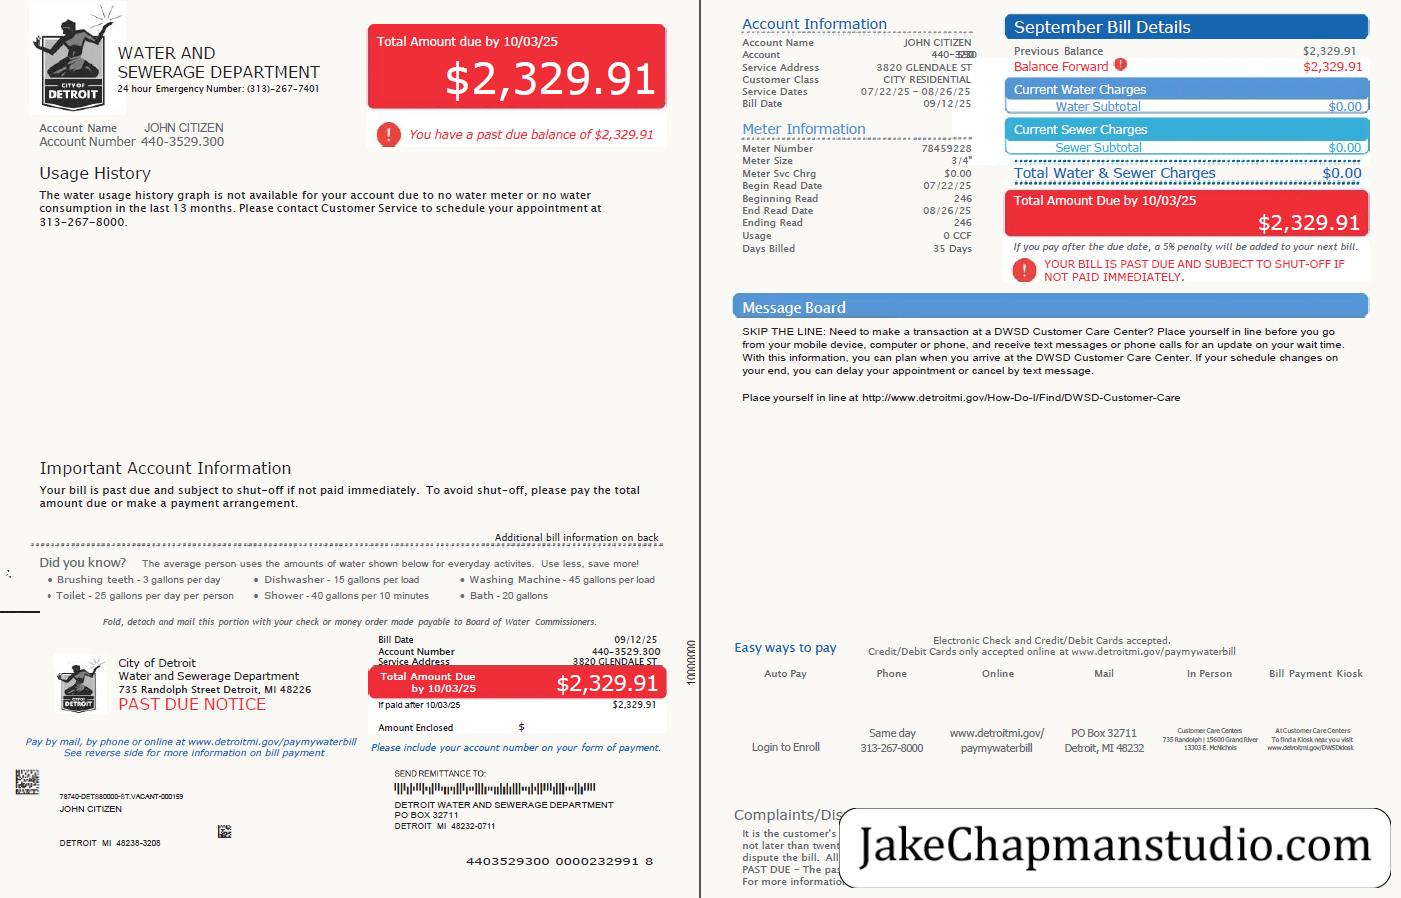 CITY OF
DETROIT
WATER AND
SEWERAGE DEPARTMENT
24 hour Emergency Number: (313)-267-7401
Total Amount due by 10/03/25
$2,329.91
! You have a past due balance of $2,329.91
Account Name JOHN CITIZEN
Account Number 440-3529.300
Usage History
The water usage history graph is not available for your account due to no water meter or no water
consumption in the last 13 months. Please contact Customer Service to schedule your appointment at
313-267-8000.
Important Account Information
Your bill is past due and subject to shut-off if not paid immediately. To avoid shut-off, please pay the total
amount due or make a payment arrangement.
Additional bill information on back
Did you know? The average person uses the amounts of water shown below for everyday activites. Use less, save more!
• Brushing teeth - 3 gallons per day • Dishwasher - 15 gallons per load • Washing Machine - 45 gallons per load
• Toilet - 25 gallons per day per person • Shower - 40 gallons per 10 minutes • Bath - 20 gallons
Fold, detach and mail this portion with your check or money order made payable to Board of Water Commissioners.
CITY OF
DETROIT
City of Detroit
Water and Sewerage Department
735 Randolph Street Detroit, MI 48226
PAST DUE NOTICE
Bill Date 09/12/25
Account Number 440-3529.300
Service Address 3820 GLENDALE ST
Total Amount Due
by 10/03/25 $2,329.91
If paid after 10/03/25 $2,329.91
Amount Enclosed $
10000000
Pay by mail, by phone or online at www.detroitmi.gov/paymywaterbill
See reverse side for more information on bill payment
Please include your account number on your form of payment.
78740-DETS80000-ST.VACANT-000159
JOHN CITIZEN
DETROIT MI 48238-3208
SEND REMITTANCE TO:
DETROIT WATER AND SEWERAGE DEPARTMENT
PO BOX 32711
DETROIT MI 48232-0711
4403529300 0000232991 8
Account Information
Account Name JOHN CITIZEN
Account 440-
Service Address 3820 GLENDALE ST
Customer Class CITY RESIDENTIAL
Service Dates 07/22/25 - 08/26/25
Bill Date 09/12/25
Meter Information
Meter Number 78459228
Meter Size 3/4"
Meter Svc Chrg $0.00
Begin Read Date 07/22/25
Beginning Read 246
End Read Date 08/26/25
Ending Read 246
Usage 0 CCF
Days Billed 35 Days
September Bill Details
Previous Balance $2,329.91
Balance Forward ! $2,329.91
Current Water Charges
Water Subtotal $0.00
Current Sewer Charges
Sewer Subtotal $0.00
Total Water & Sewer Charges $0.00
Total Amount Due by 10/03/25
$2,329.91
If you pay after the due date, a 5% penalty will be added to your next bill.
! YOUR BILL IS PAST DUE AND SUBJECT TO SHUT-OFF IF
NOT PAID IMMEDIATELY.
Message Board
SKIP THE LINE: Need to make a transaction at a DWSD Customer Care Center? Place yourself in line before you go
from your mobile device, computer or phone, and receive text messages or phone calls for an update on your wait time.
With this information, you can plan when you arrive at the DWSD Customer Care Center. If your schedule changes on
your end, you can delay your appointment or cancel by text message.
Place yourself in line at http://www.detroitmi.gov/How-Do-I/Find/DWSD-Customer-Care
Easy ways to pay
Electronic Check and Credit/Debit Cards accepted.
Credit/Debit Cards only accepted online at www.detroitmi.gov/paymywaterbill
Auto Pay Phone Online Mail In Person Bill Payment Kiosk
Login to Enroll
Same day
313-267-8000
www.detroitmi.gov/
paymywaterbill
PO Box 32711
Detroit, MI 48232
Customer Care Centers
735 Randolph | 15600 Grand River
13303 E. McNichols
At Customer Care Centers
To find a Kiosk near you visit
www.detroitmi.gov/DWSDkiosk
Complaints/Dis
It is the customer's
not later than twent
dispute the bill. All
PAST DUE - The pas
For more informatio
JakeChapmanstudio.com